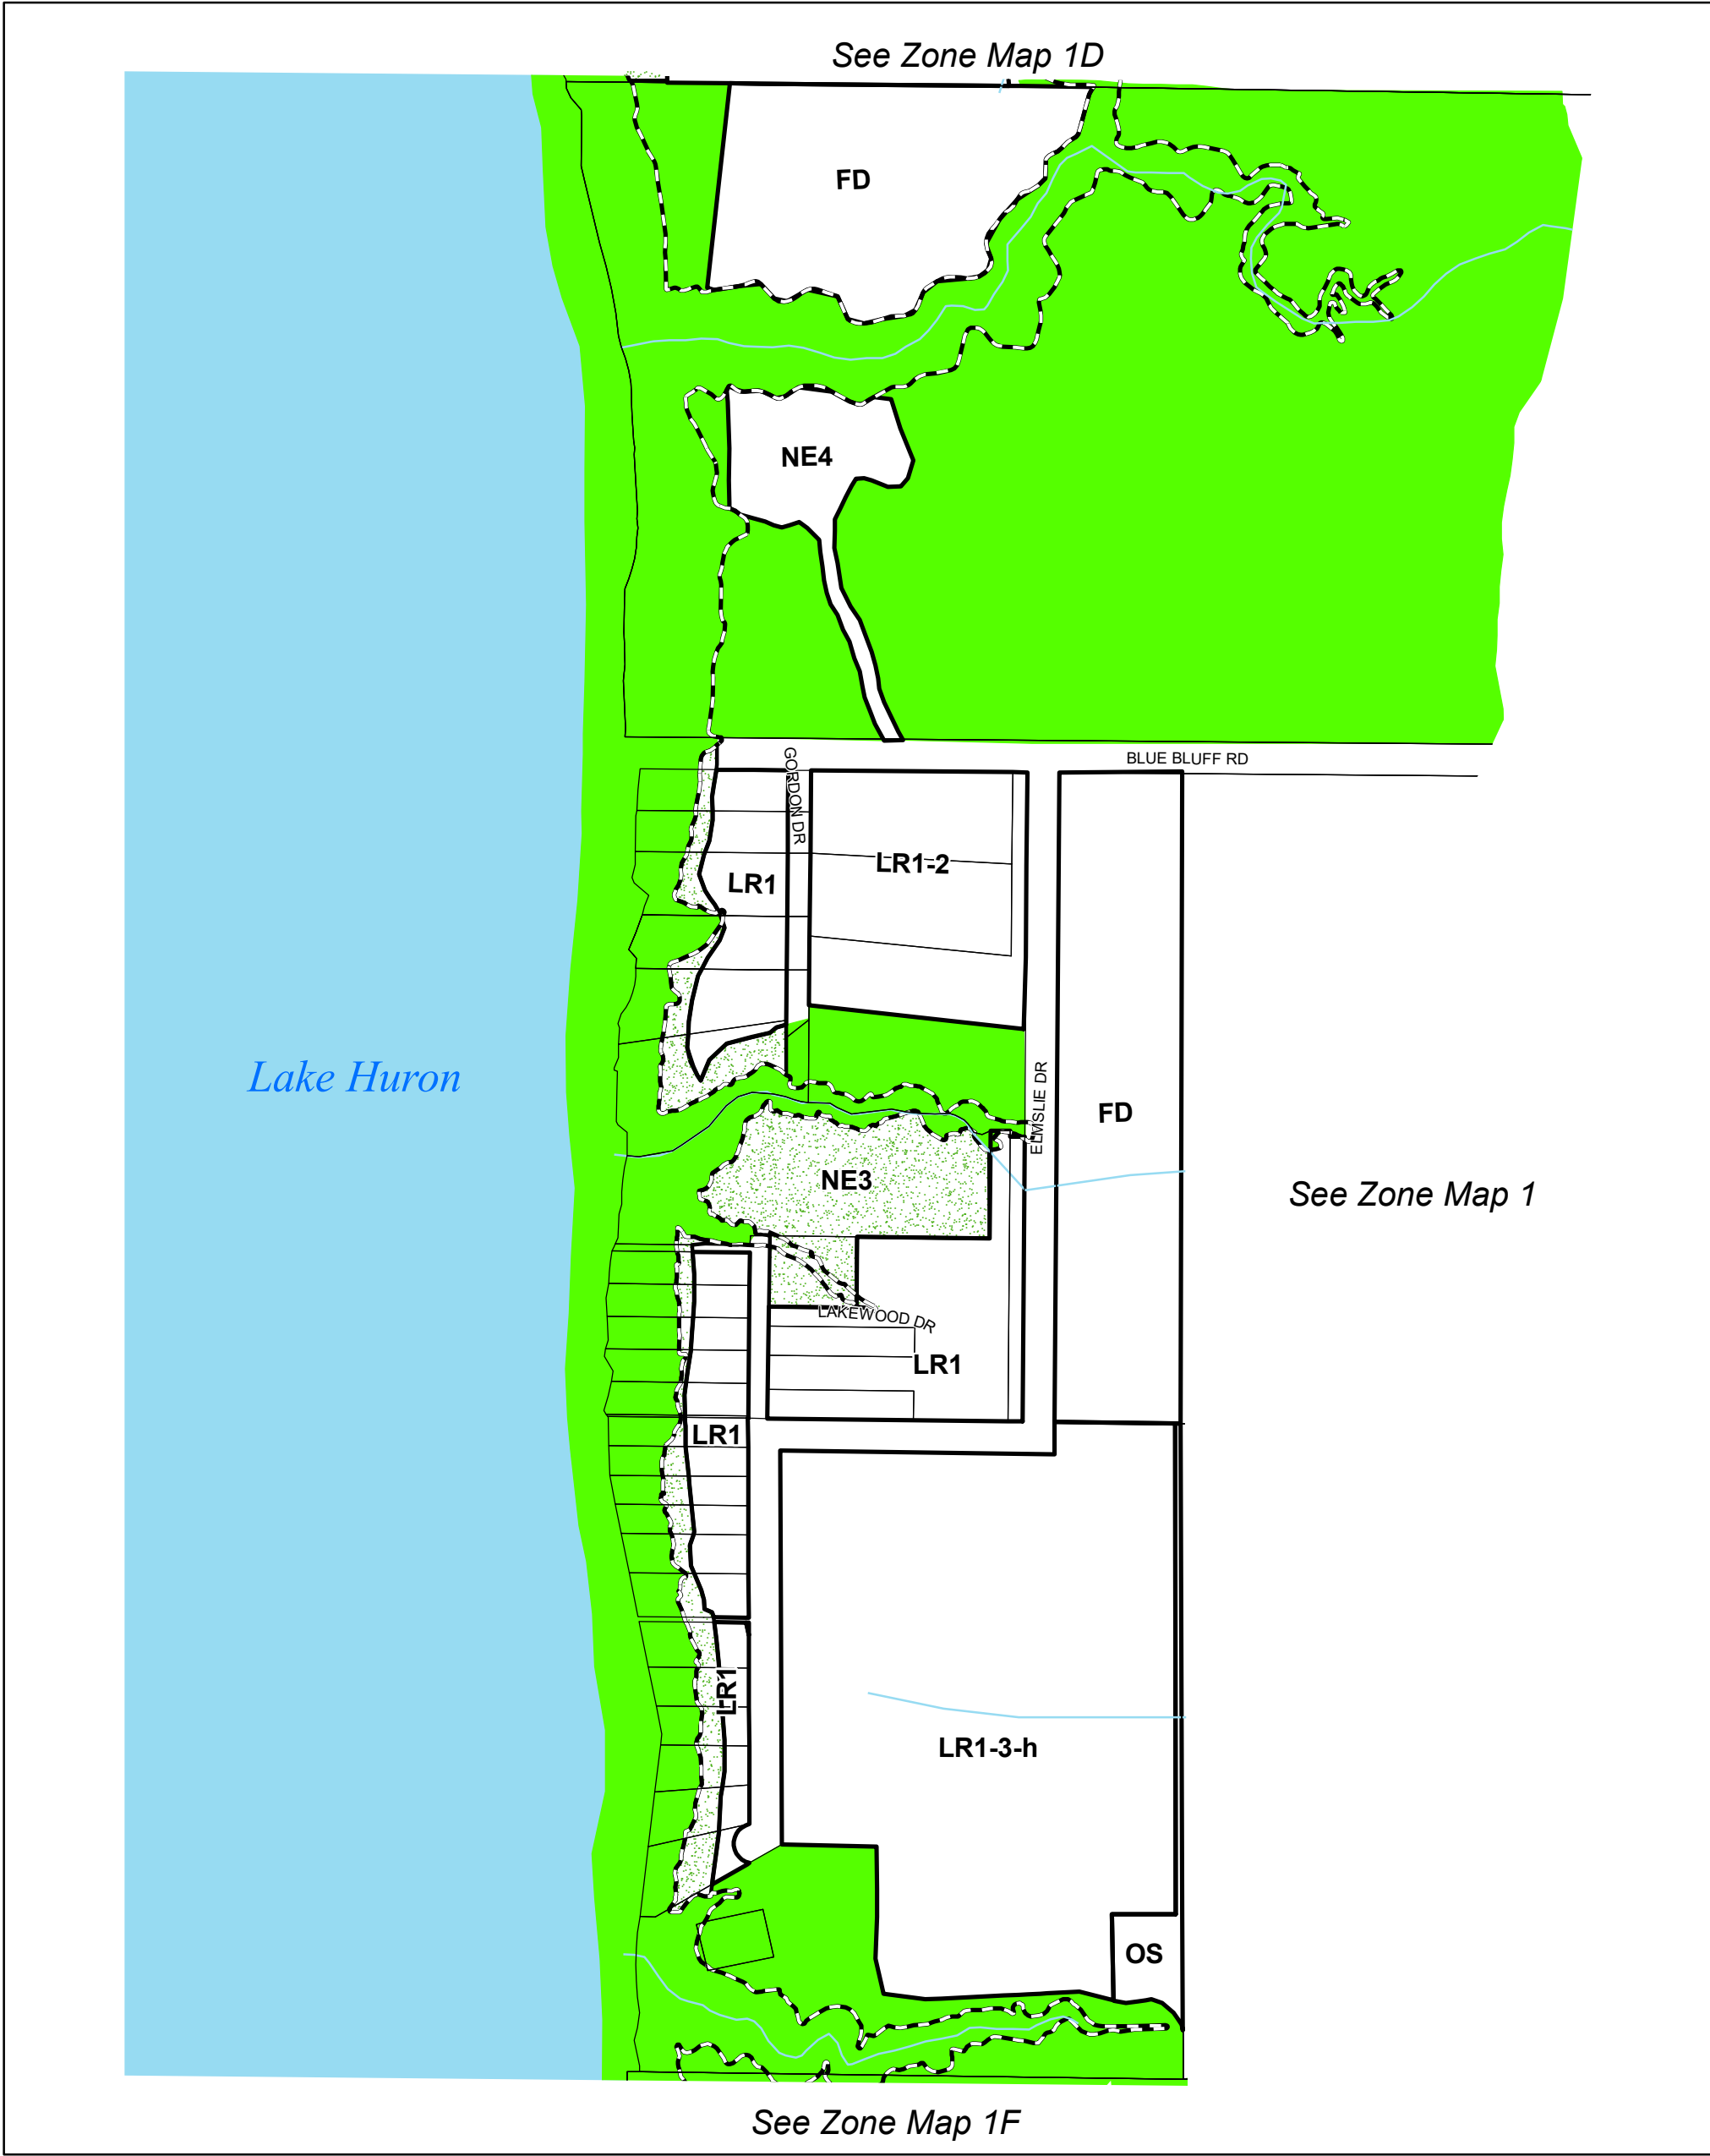 See Zone Map 1D
FD
NE4
BLUE BLUFF RD
GORDON DR
LR1-2
LR1
Lake Huron
ELMSLIE DR
FD
NE3
See Zone Map 1
LAKEWOOD DR
LR1
LR1
LR1
LR1-3-h
OS
See Zone Map 1F